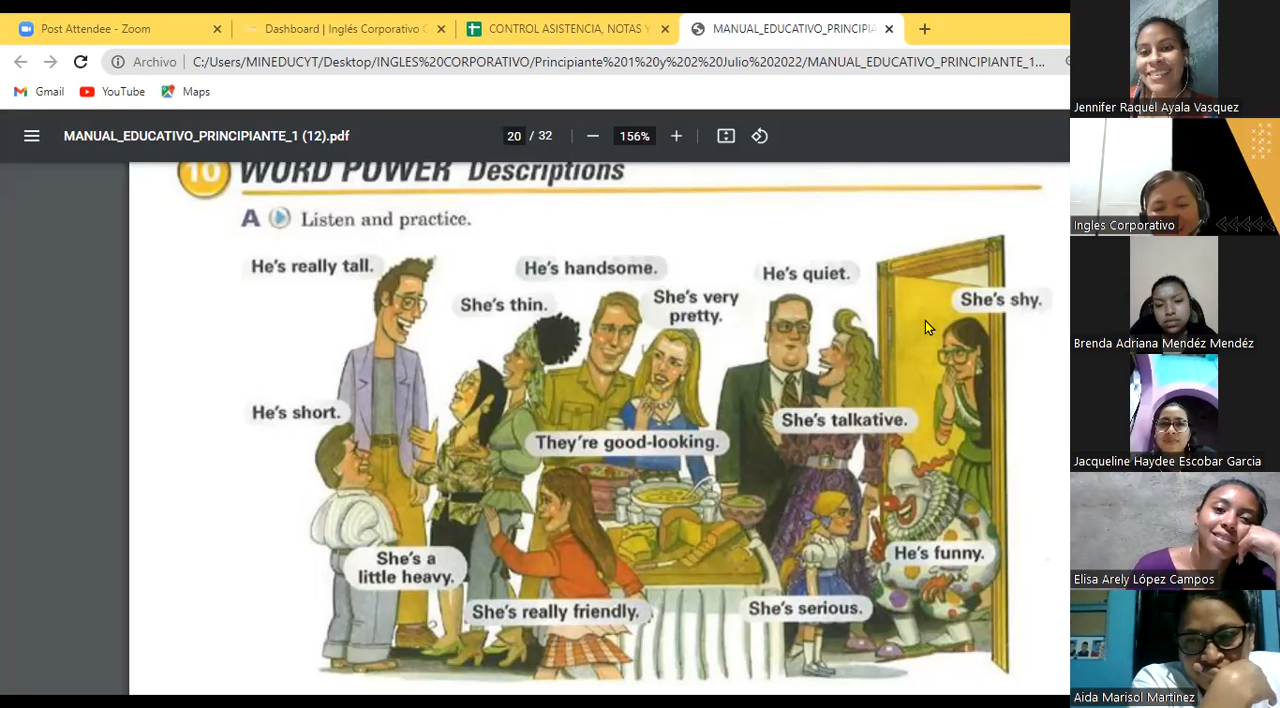 Post Attendee - Zoom
Dashboard | Inglés Corporativo
CONTROL ASISTENCIA, NOTAS Y
MANUAL_EDUCATIVO_PRINCIPIA
Archivo
C:/Users/MINEDUCYT/Desktop/INGLES%20CORPORATIVO/Principiante%201%20y%202%20Julio%202022/MANUAL_EDUCATIVO_PRINCIPIANTE_1...
Gmail
YouTube
Maps
MANUAL_EDUCATIVO_PRINCIPIANTE_1 (12).pdf
20 / 32
156%
10 WORD POWER Descriptions
A Listen and practice.
He's really tall.
He's handsome.
He's quiet.
She's thin.
She's very
pretty.
She's shy.
He's short.
They're good-looking.
She's talkative.
She's a
little heavy.
He's funny.
She's really friendly.
She's serious.
Jennifer Raquel Ayala Vasquez
Ingles Corporativo
Brenda Adriana Mendéz Mendéz
Jacqueline Haydee Escobar Garcia
Elisa Arely López Campos
Aida Marisol Martinez